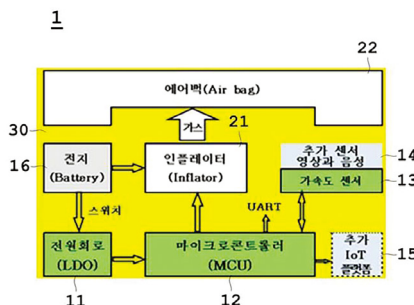 1
22
에어백(Air bag)
30
가스
21
16
전지
(Battery)
인플레이터
(Inflator)
추가 센서
영상과 음성
14
가속도 센서
13
스위치
UART
전원회로
(LDO)
마이크로컨트롤러
(MCU)
추가
IoT
플랫폼
15
11
12